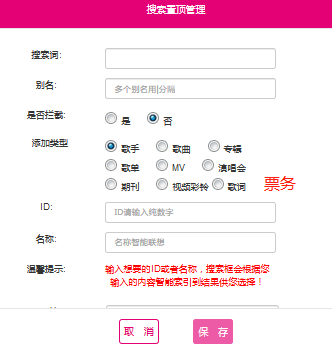 搜索置顶管理
搜索词:
别名:
多个别名用|分隔
是否拦截:
是 否
添加类型
歌手 歌曲 专辑
歌单 MV 演唱会
期刊 视频彩铃 歌词 票务
ID:
ID请输入纯数字
名称:
名称智能联想
温馨提示:
输入想要的ID或者名称，搜索框会根据您
输入的内容智能索引到结果供您选择！
取 消 保 存